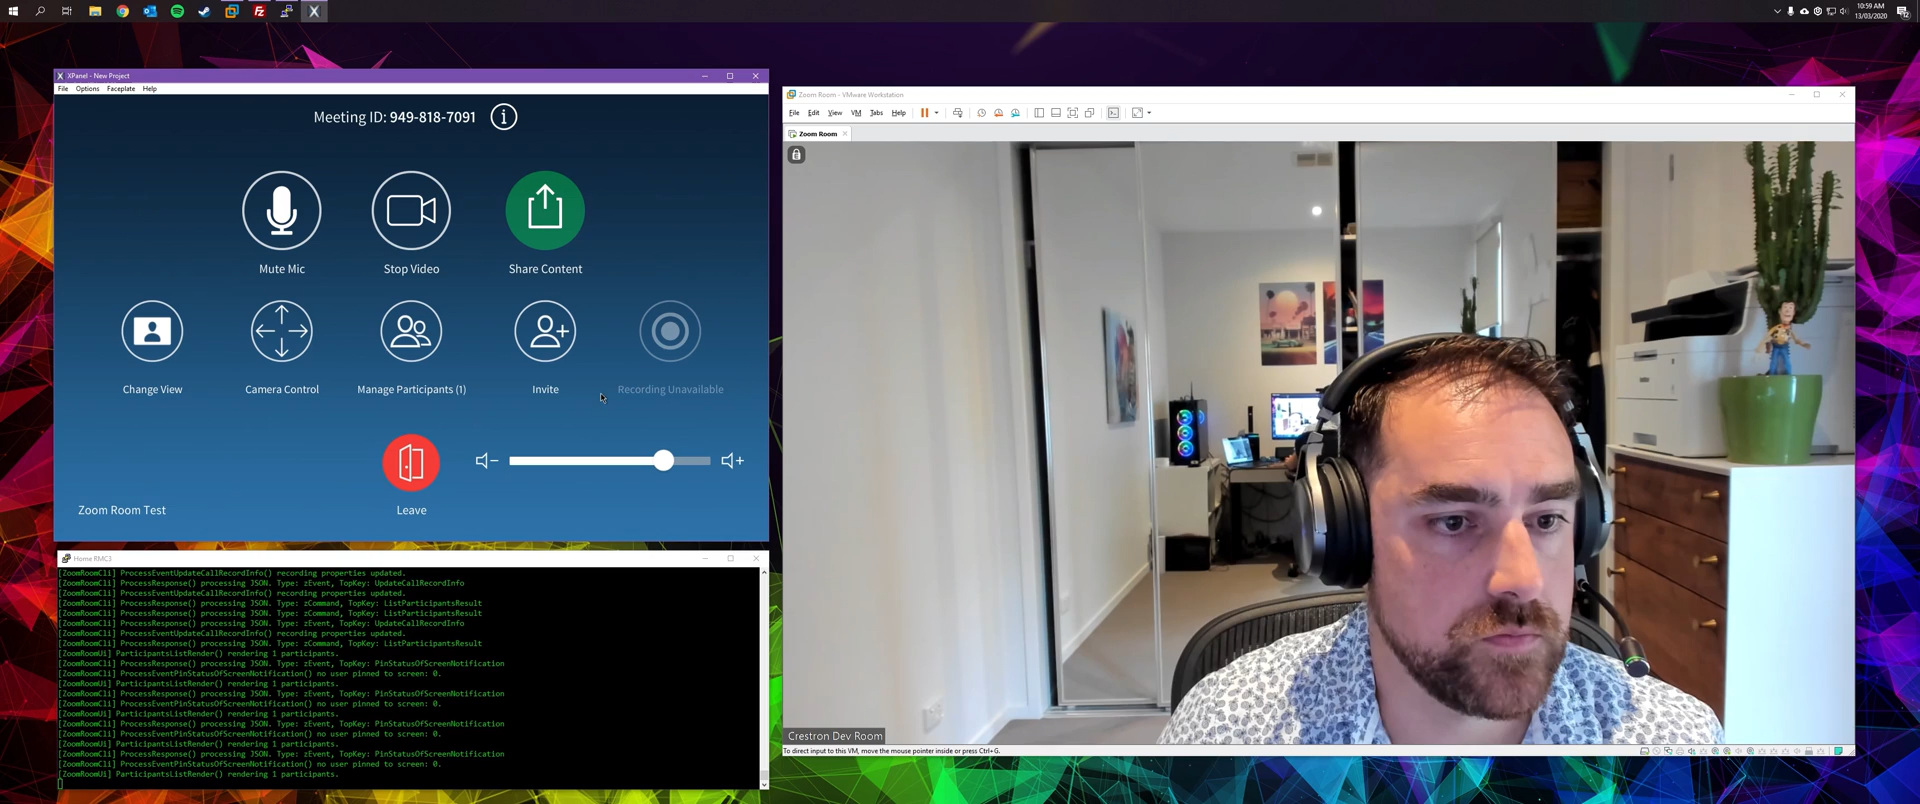 10:59 AM
13/03/2020
XPanel - New Project
File Options Faceplate Help
Meeting ID: 949-818-7091
Mute Mic
Stop Video
Share Content
Change View
Camera Control
Manage Participants (1)
Invite
Recording Unavailable
Zoom Room Test
Leave
Home RMC3
[ZoomRoomCli] ProcessEventUpdateCallRecordInfo() recording properties updated.
[ZoomRoomCli] ProcessResponse() processing JSON. Type: zEvent, TopKey: UpdateCallRecordInfo
[ZoomRoomCli] ProcessEventUpdateCallRecordInfo() recording properties updated.
[ZoomRoomCli] ProcessResponse() processing JSON. Type: zCommand, TopKey: ListParticipantsResult
[ZoomRoomCli] ProcessResponse() processing JSON. Type: zCommand, TopKey: ListParticipantsResult
[ZoomRoomCli] ProcessResponse() processing JSON. Type: zEvent, TopKey: UpdateCallRecordInfo
[ZoomRoomCli] ProcessEventUpdateCallRecordInfo() recording properties updated.
[ZoomRoomCli] ProcessResponse() processing JSON. Type: zCommand, TopKey: ListParticipantsResult
[ZoomRoomUi] ParticipantsListRender() rendering 1 participants.
[ZoomRoomCli] ProcessResponse() processing JSON. Type: zEvent, TopKey: PinStatusOfScreenNotification
[ZoomRoomCli] ProcessEventPinStatusOfScreenNotification() no user pinned to screen: 0.
[ZoomRoomUi] ParticipantsListRender() rendering 1 participants.
[ZoomRoomCli] ProcessResponse() processing JSON. Type: zEvent, TopKey: PinStatusOfScreenNotification
[ZoomRoomCli] ProcessEventPinStatusOfScreenNotification() no user pinned to screen: 0.
[ZoomRoomUi] ParticipantsListRender() rendering 1 participants.
[ZoomRoomCli] ProcessResponse() processing JSON. Type: zEvent, TopKey: PinStatusOfScreenNotification
[ZoomRoomCli] ProcessEventPinStatusOfScreenNotification() no user pinned to screen: 0.
[ZoomRoomUi] ParticipantsListRender() rendering 1 participants.
[ZoomRoomCli] ProcessResponse() processing JSON. Type: zEvent, TopKey: PinStatusOfScreenNotification
[ZoomRoomCli] ProcessEventPinStatusOfScreenNotification() no user pinned to screen: 0.
[ZoomRoomUi] ParticipantsListRender() rendering 1 participants.
Zoom Room - VMware Workstation
File Edit View VM Tabs Help
Zoom Room
Crestron Dev Room
To direct input to this VM, move the mouse pointer inside or press Ctrl+G.